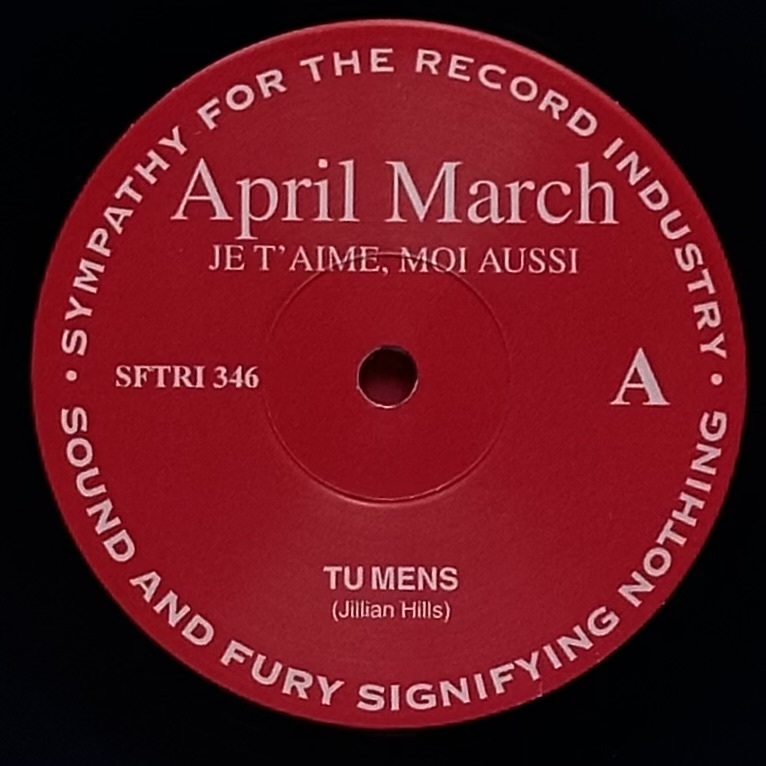 SYMPATHY FOR THE RECORD INDUSTRY
April March
JE T'AIME, MOI AUSSI
SFTRI 346
A
TU MENS
(Jillian Hills)
• SOUND AND FURY SIGNIFYING NOTHING •